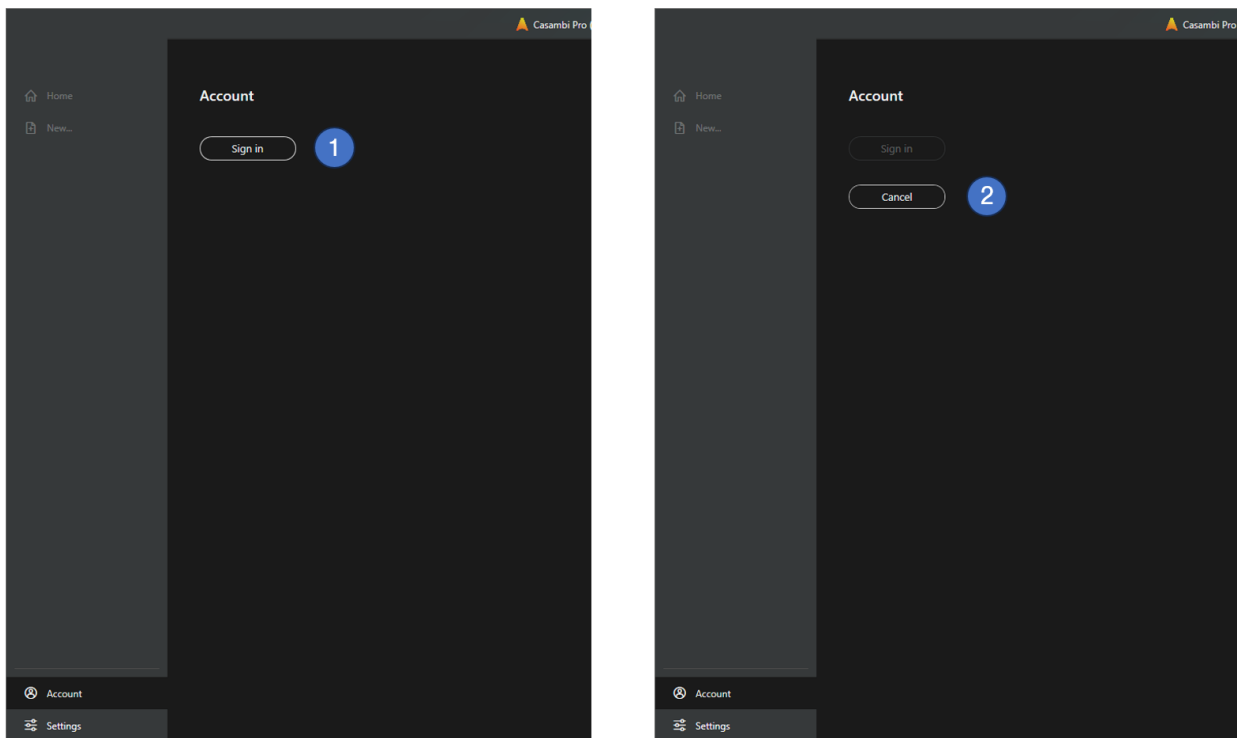 Casambi Pro (
Home
Account
New...
Sign in
1
Account
Settings
Casambi Pro
Home
Account
New...
Sign in
Cancel
2
Account
Settings